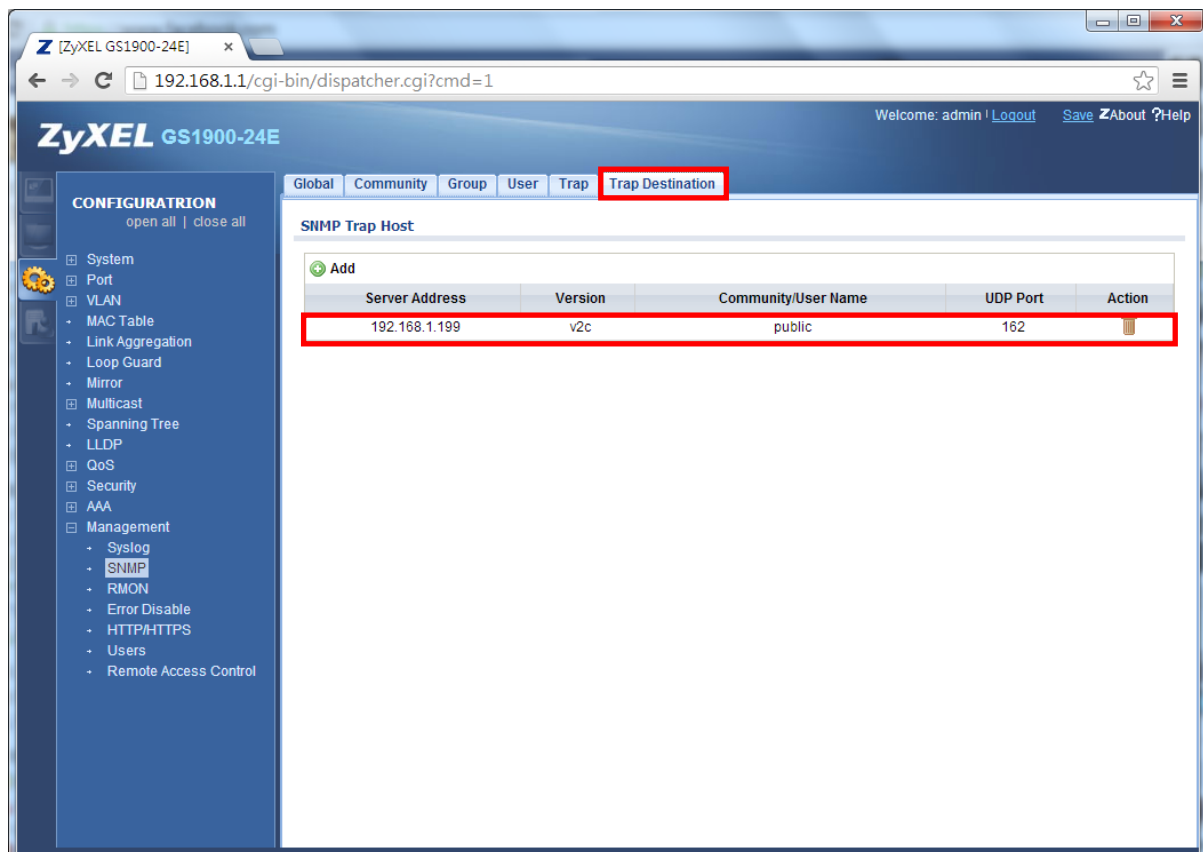 [ZyXEL GS1900-24E]
192.168.1.1/cgi-bin/dispatcher.cgi?cmd=1
Welcome: admin | Logout Save ZAbout ?Help
ZyXEL GS1900-24E
CONFIGURATRION
open all | close all
System
Port
VLAN
MAC Table
Link Aggregation
Loop Guard
Mirror
Multicast
Spanning Tree
LLDP
QoS
Security
AAA
Management
Syslog
SNMP
RMON
Error Disable
HTTP/HTTPS
Users
Remote Access Control
Global Community Group User Trap Trap Destination
SNMP Trap Host
Add
Server Address Version Community/User Name UDP Port Action
192.168.1.199 v2c public 162